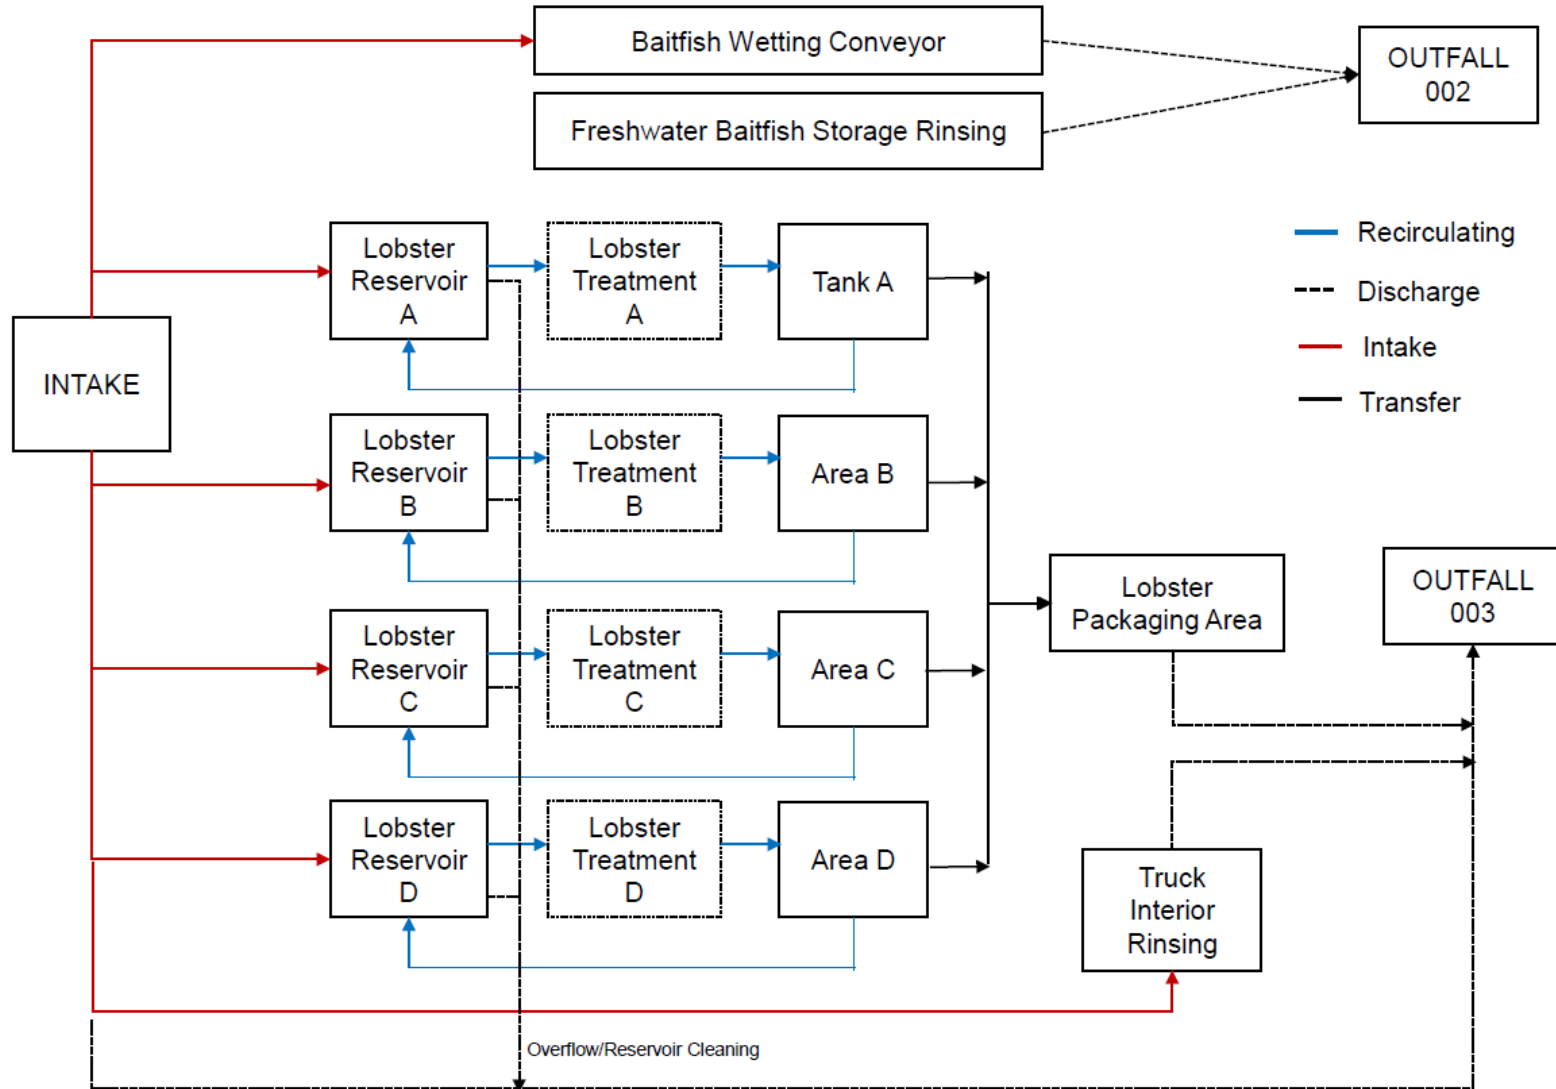 Baitfish Wetting Conveyor
OUTFALL
002
Freshwater Baitfish Storage Rinsing
Recirculating
Discharge
Intake
Transfer
INTAKE
Lobster
Reservoir
A
Lobster
Treatment
A
Tank A
Lobster
Reservoir
B
Lobster
Treatment
B
Area B
Lobster
Reservoir
C
Lobster
Treatment
C
Area C
Lobster
Reservoir
D
Lobster
Treatment
D
Area D
Lobster
Packaging Area
OUTFALL
003
Truck
Interior
Rinsing
Overflow/Reservoir Cleaning